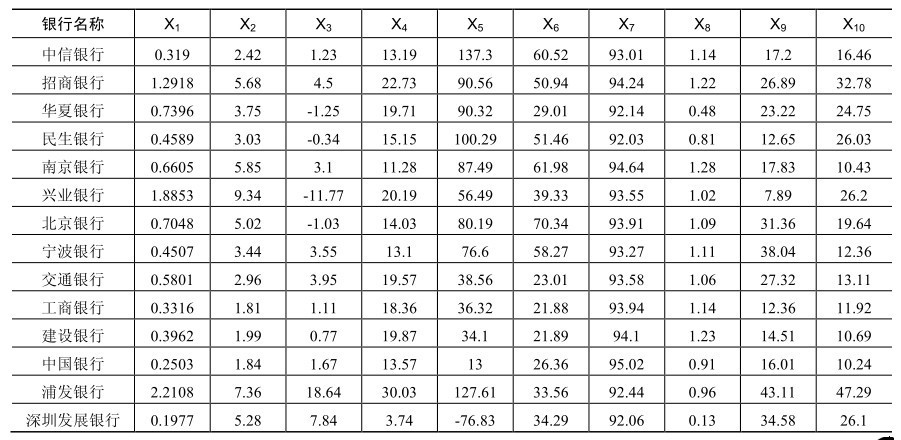 银行名称 X1 X2 X3 X4 X5 X6 X7 X8 X9 X10
中信银行 0.319 2.42 1.23 13.19 137.3 60.52 93.01 1.14 17.2 16.46
招商银行 1.2918 5.68 4.5 22.73 90.56 50.94 94.24 1.22 26.89 32.78
华夏银行 0.7396 3.75 -1.25 19.71 90.32 29.01 92.14 0.48 23.22 24.75
民生银行 0.4589 3.03 -0.34 15.15 100.29 51.46 92.03 0.81 12.65 26.03
南京银行 0.6605 5.85 3.1 11.28 87.49 61.98 94.64 1.28 17.83 10.43
兴业银行 1.8853 9.34 -11.77 20.19 56.49 39.33 93.55 1.02 7.89 26.2
北京银行 0.7048 5.02 -1.03 14.03 80.19 70.34 93.91 1.09 31.36 19.64
宁波银行 0.4507 3.44 3.55 13.1 76.6 58.27 93.27 1.11 38.04 12.36
交通银行 0.5801 2.96 3.95 19.57 38.56 23.01 93.58 1.06 27.32 13.11
工商银行 0.3316 1.81 1.11 18.36 36.32 21.88 93.94 1.14 12.36 11.92
建设银行 0.3962 1.99 0.77 19.87 34.1 21.89 94.1 1.23 14.51 10.69
中国银行 0.2503 1.84 1.67 13.57 13 26.36 95.02 0.91 16.01 10.24
浦发银行 2.2108 7.36 18.64 30.03 127.61 33.56 92.44 0.96 43.11 47.29
深圳发展银行 0.1977 5.28 7.84 3.74 -76.83 34.29 92.06 0.13 34.58 26.1